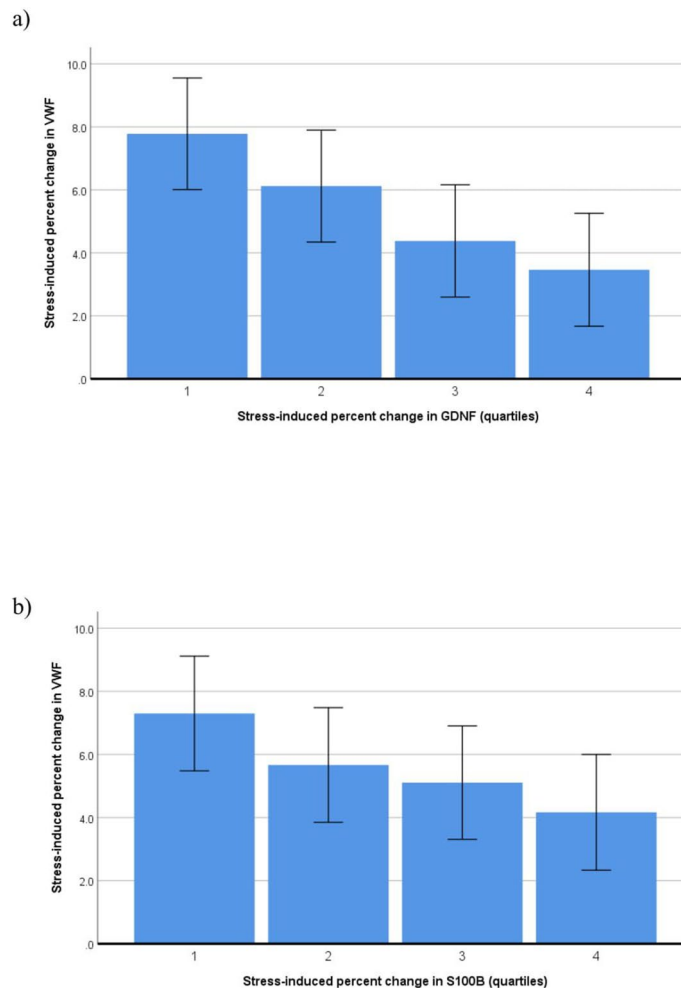 a)
Stress-induced percent change in VWF
10.0
8.0
6.0
4.0
2.0
.0
1 2 3 4
Stress-induced percent change in GDNF (quartiles)
b)
Stress-induced percent change in VWF
10.0
8.0
6.0
4.0
2.0
.0
1 2 3 4
Stress-induced percent change in S100B (quartiles)